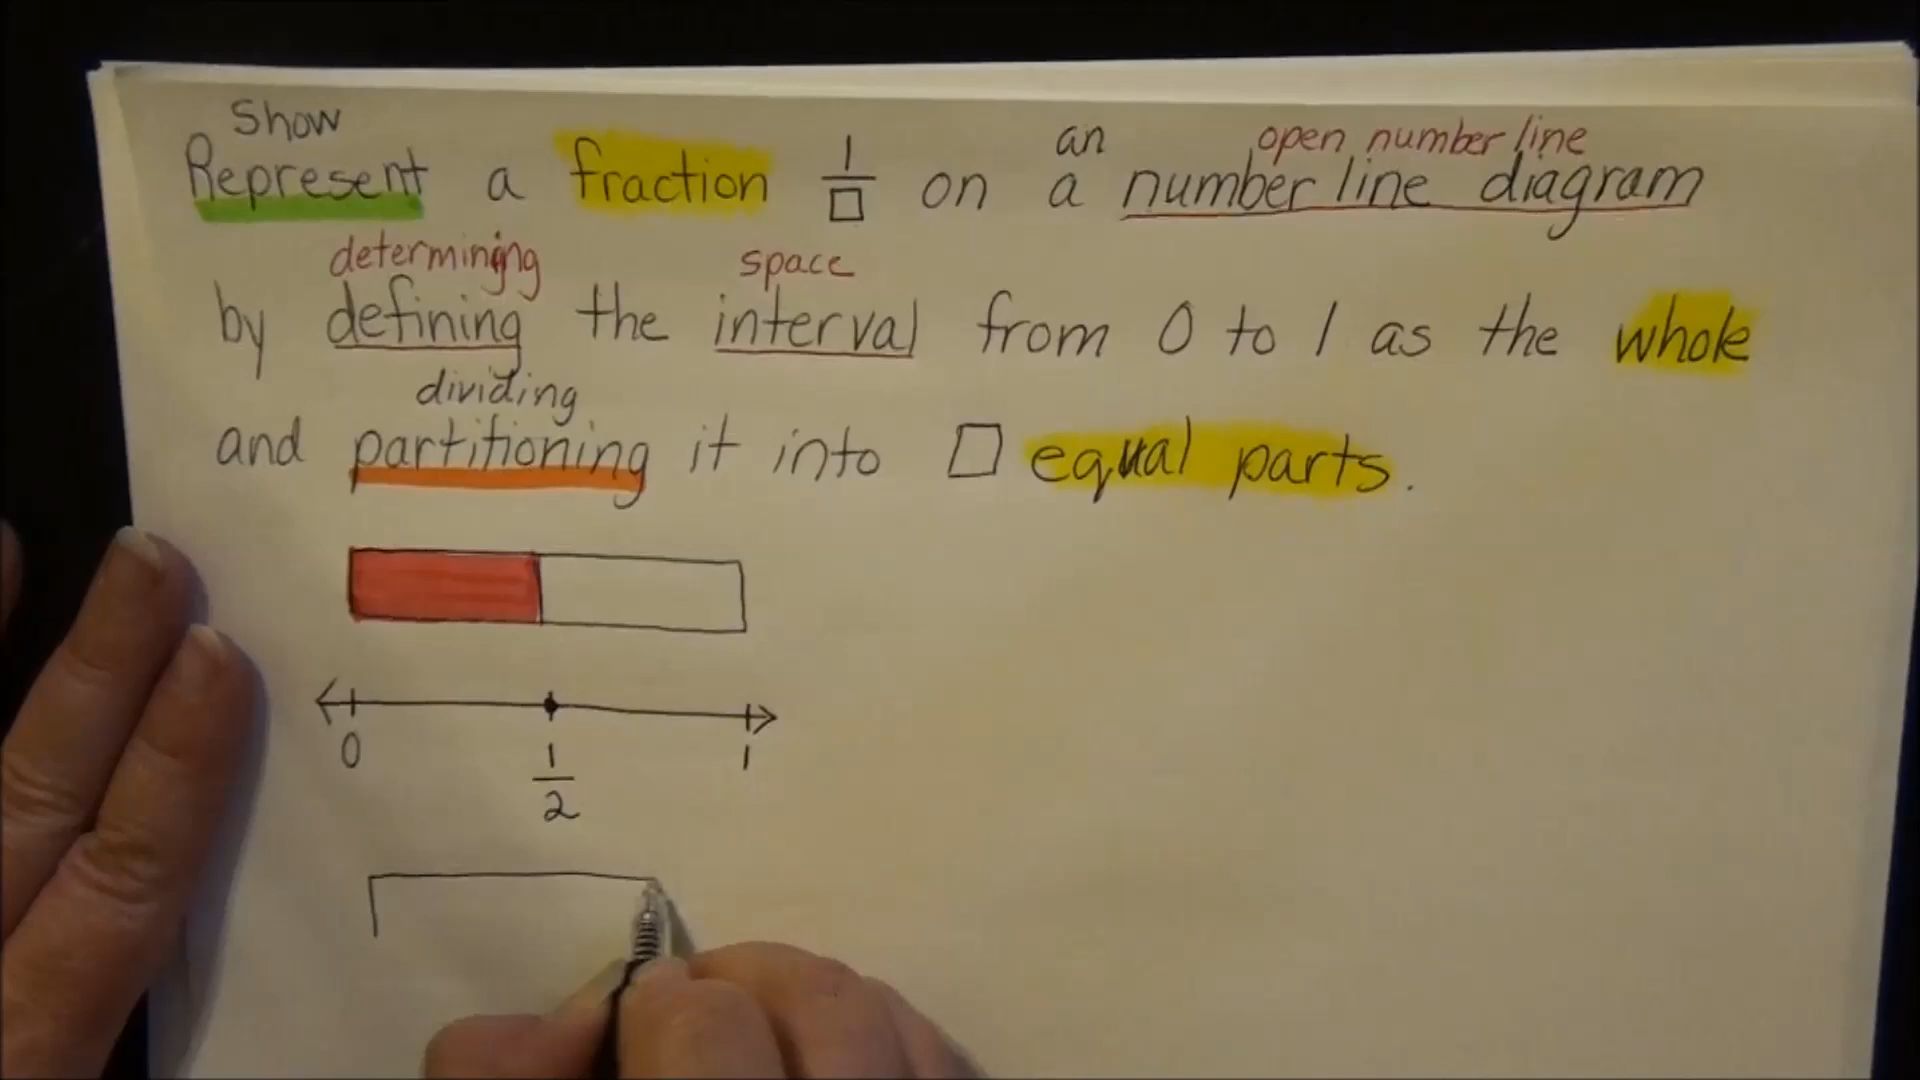 Show
an open number line
Represent a fraction 1/□ on a number line diagram
determining space
by defining the interval from 0 to 1 as the whole
dividing
and partitioning it into □ equal parts.
0 1/2 1